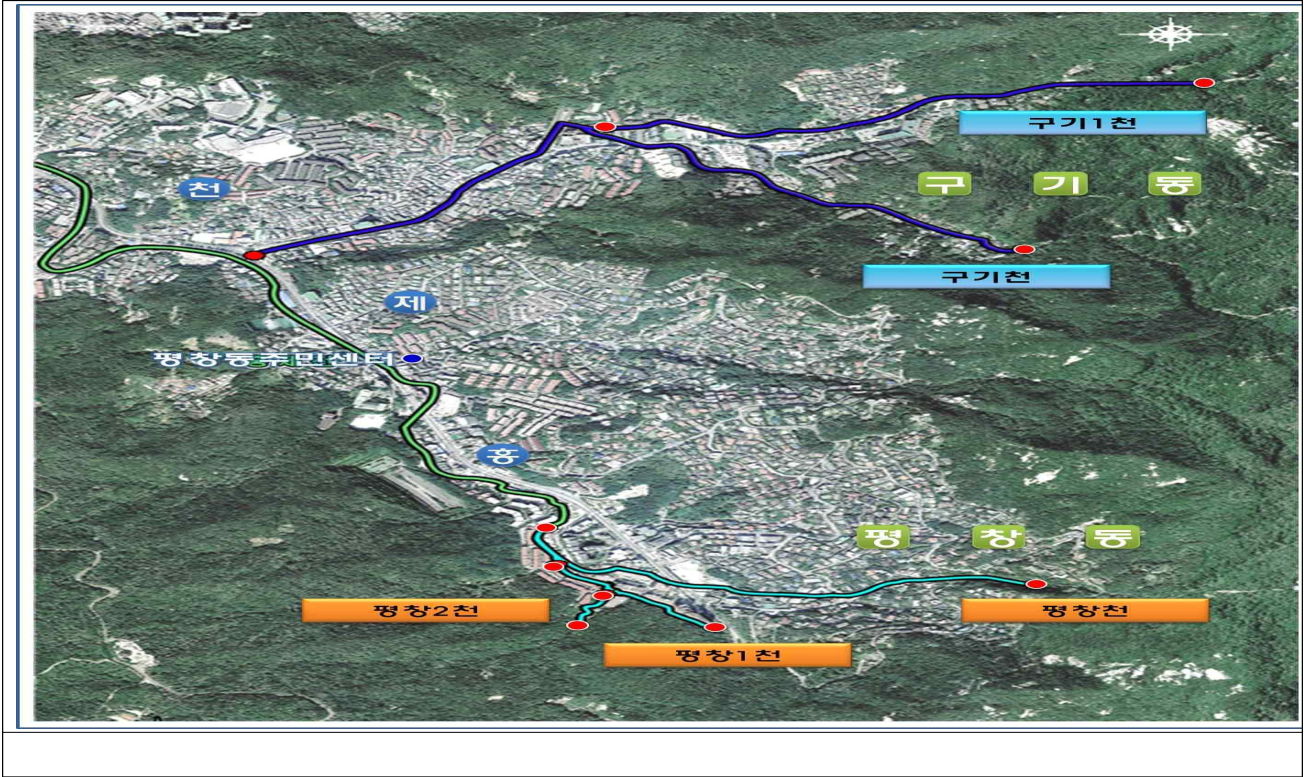 구기1천
천
구 기 동
구기천
제
평창동주민센터
홍
평 창 동
평창2천
평창천
평창1천